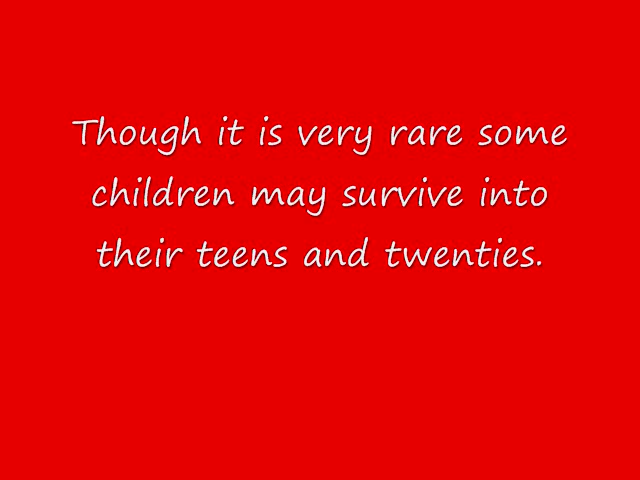 Though it is very rare some
children may survive into
their teens and twenties.